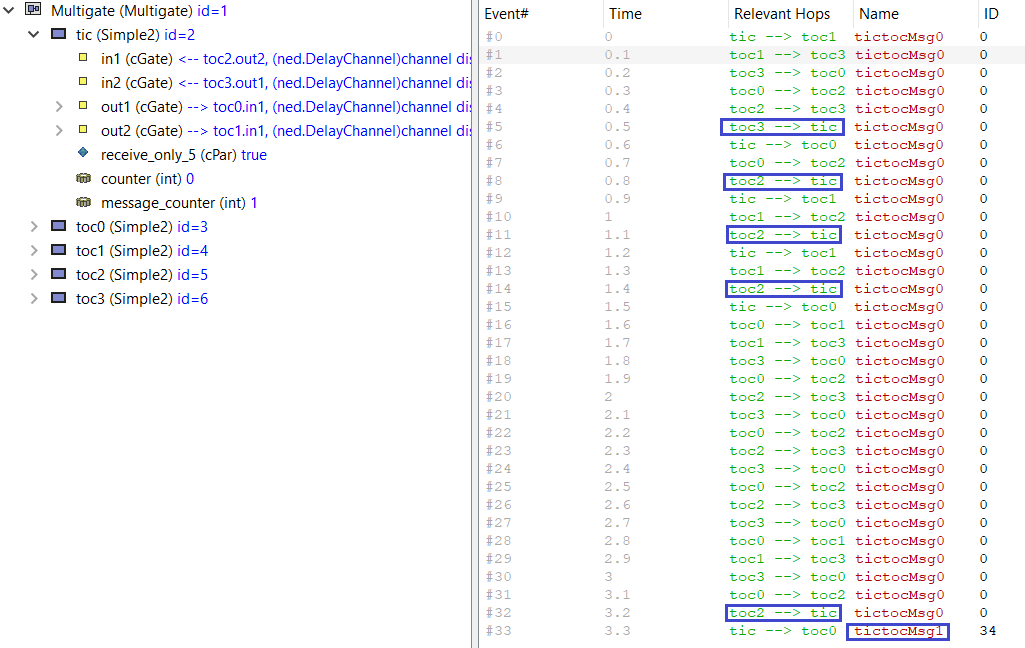 Multigate (Multigate) id=1
tic (Simple2) id=2
in1 (cGate) <-- toc2.out2, (ned.DelayChannel)channel dis
in2 (cGate) <-- toc3.out1, (ned.DelayChannel)channel dis
out1 (cGate) --> toc0.in1, (ned.DelayChannel)channel dis
out2 (cGate) --> toc1.in1, (ned.DelayChannel)channel dis
receive_only_5 (cPar) true
counter (int) 0
message_counter (int) 1
toc0 (Simple2) id=3
toc1 (Simple2) id=4
toc2 (Simple2) id=5
toc3 (Simple2) id=6
Event# Time Relevant Hops Name ID
#0 0 tic --> toc1 tictocMsg0 0
#1 0.1 toc1 --> toc3 tictocMsg0 0
#2 0.2 toc3 --> toc0 tictocMsg0 0
#3 0.3 toc0 --> toc2 tictocMsg0 0
#4 0.4 toc2 --> toc3 tictocMsg0 0
#5 0.5 toc3 --> tic tictocMsg0 0
#6 0.6 tic --> toc0 tictocMsg0 0
#7 0.7 toc0 --> toc2 tictocMsg0 0
#8 0.8 toc2 --> tic tictocMsg0 0
#9 0.9 tic --> toc1 tictocMsg0 0
#10 1 toc1 --> toc2 tictocMsg0 0
#11 1.1 toc2 --> tic tictocMsg0 0
#12 1.2 tic --> toc1 tictocMsg0 0
#13 1.3 toc1 --> toc2 tictocMsg0 0
#14 1.4 toc2 --> tic tictocMsg0 0
#15 1.5 tic --> toc0 tictocMsg0 0
#16 1.6 toc0 --> toc1 tictocMsg0 0
#17 1.7 toc1 --> toc3 tictocMsg0 0
#18 1.8 toc3 --> toc0 tictocMsg0 0
#19 1.9 toc0 --> toc2 tictocMsg0 0
#20 2 toc2 --> toc3 tictocMsg0 0
#21 2.1 toc3 --> toc0 tictocMsg0 0
#22 2.2 toc0 --> toc2 tictocMsg0 0
#23 2.3 toc2 --> toc3 tictocMsg0 0
#24 2.4 toc3 --> toc0 tictocMsg0 0
#25 2.5 toc0 --> toc2 tictocMsg0 0
#26 2.6 toc2 --> toc3 tictocMsg0 0
#27 2.7 toc3 --> toc0 tictocMsg0 0
#28 2.8 toc0 --> toc1 tictocMsg0 0
#29 2.9 toc1 --> toc3 tictocMsg0 0
#30 3 toc3 --> toc0 tictocMsg0 0
#31 3.1 toc0 --> toc2 tictocMsg0 0
#32 3.2 toc2 --> tic tictocMsg0 0
#33 3.3 tic --> toc0 tictocMsg1 34